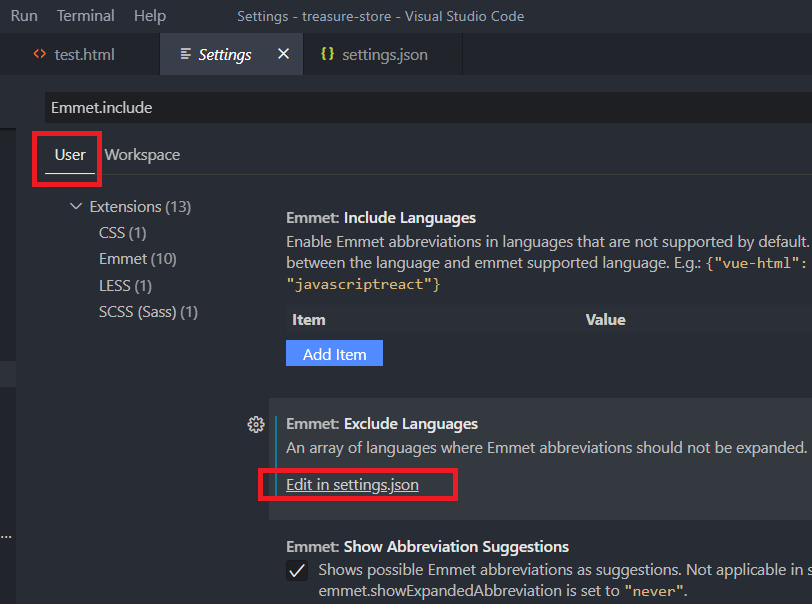 Run Terminal Help Settings - treasure-store - Visual Studio Code
<> test.html Settings × {} settings.json
Emmet.include
User Workspace
Extensions (13)
CSS (1)
Emmet (10)
LESS (1)
SCSS (Sass) (1)
Emmet: Include Languages
Enable Emmet abbreviations in languages that are not supported by default.
between the language and emmet supported language. E.g.: {"vue-html":
"javascriptreact"}
Item Value
Add Item
Emmet: Exclude Languages
An array of languages where Emmet abbreviations should not be expanded.
Edit in settings.json
...
Emmet: Show Abbreviation Suggestions
Shows possible Emmet abbreviations as suggestions. Not applicable in s
emmet.showExpandedAbbreviation is set to "never".